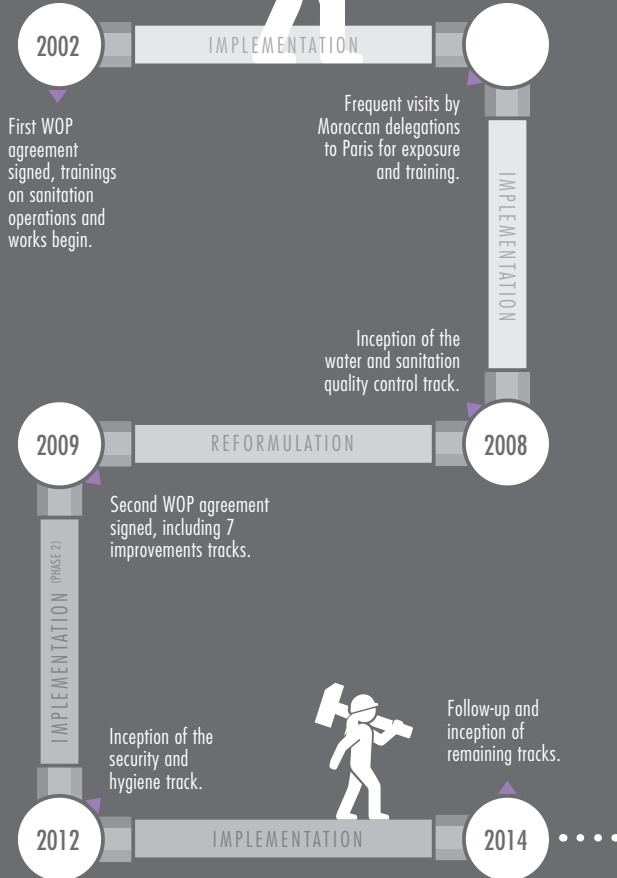 2002
IMPLEMENTATION
First WOP
agreement
signed, trainings
on sanitation
operations and
works begin.
Frequent visits by
Moroccan delegations
to Paris for exposure
and training.
IMPLEMENTATION
Inception of the
water and sanitation
quality control track.
2008
REFORMULATION
2009
Second WOP agreement
signed, including 7
improvements tracks.
IMPLEMENTATION (PHASE 2)
Inception of the
security and
hygiene track.
2012
IMPLEMENTATION
Follow-up and
inception of
remaining tracks.
2014